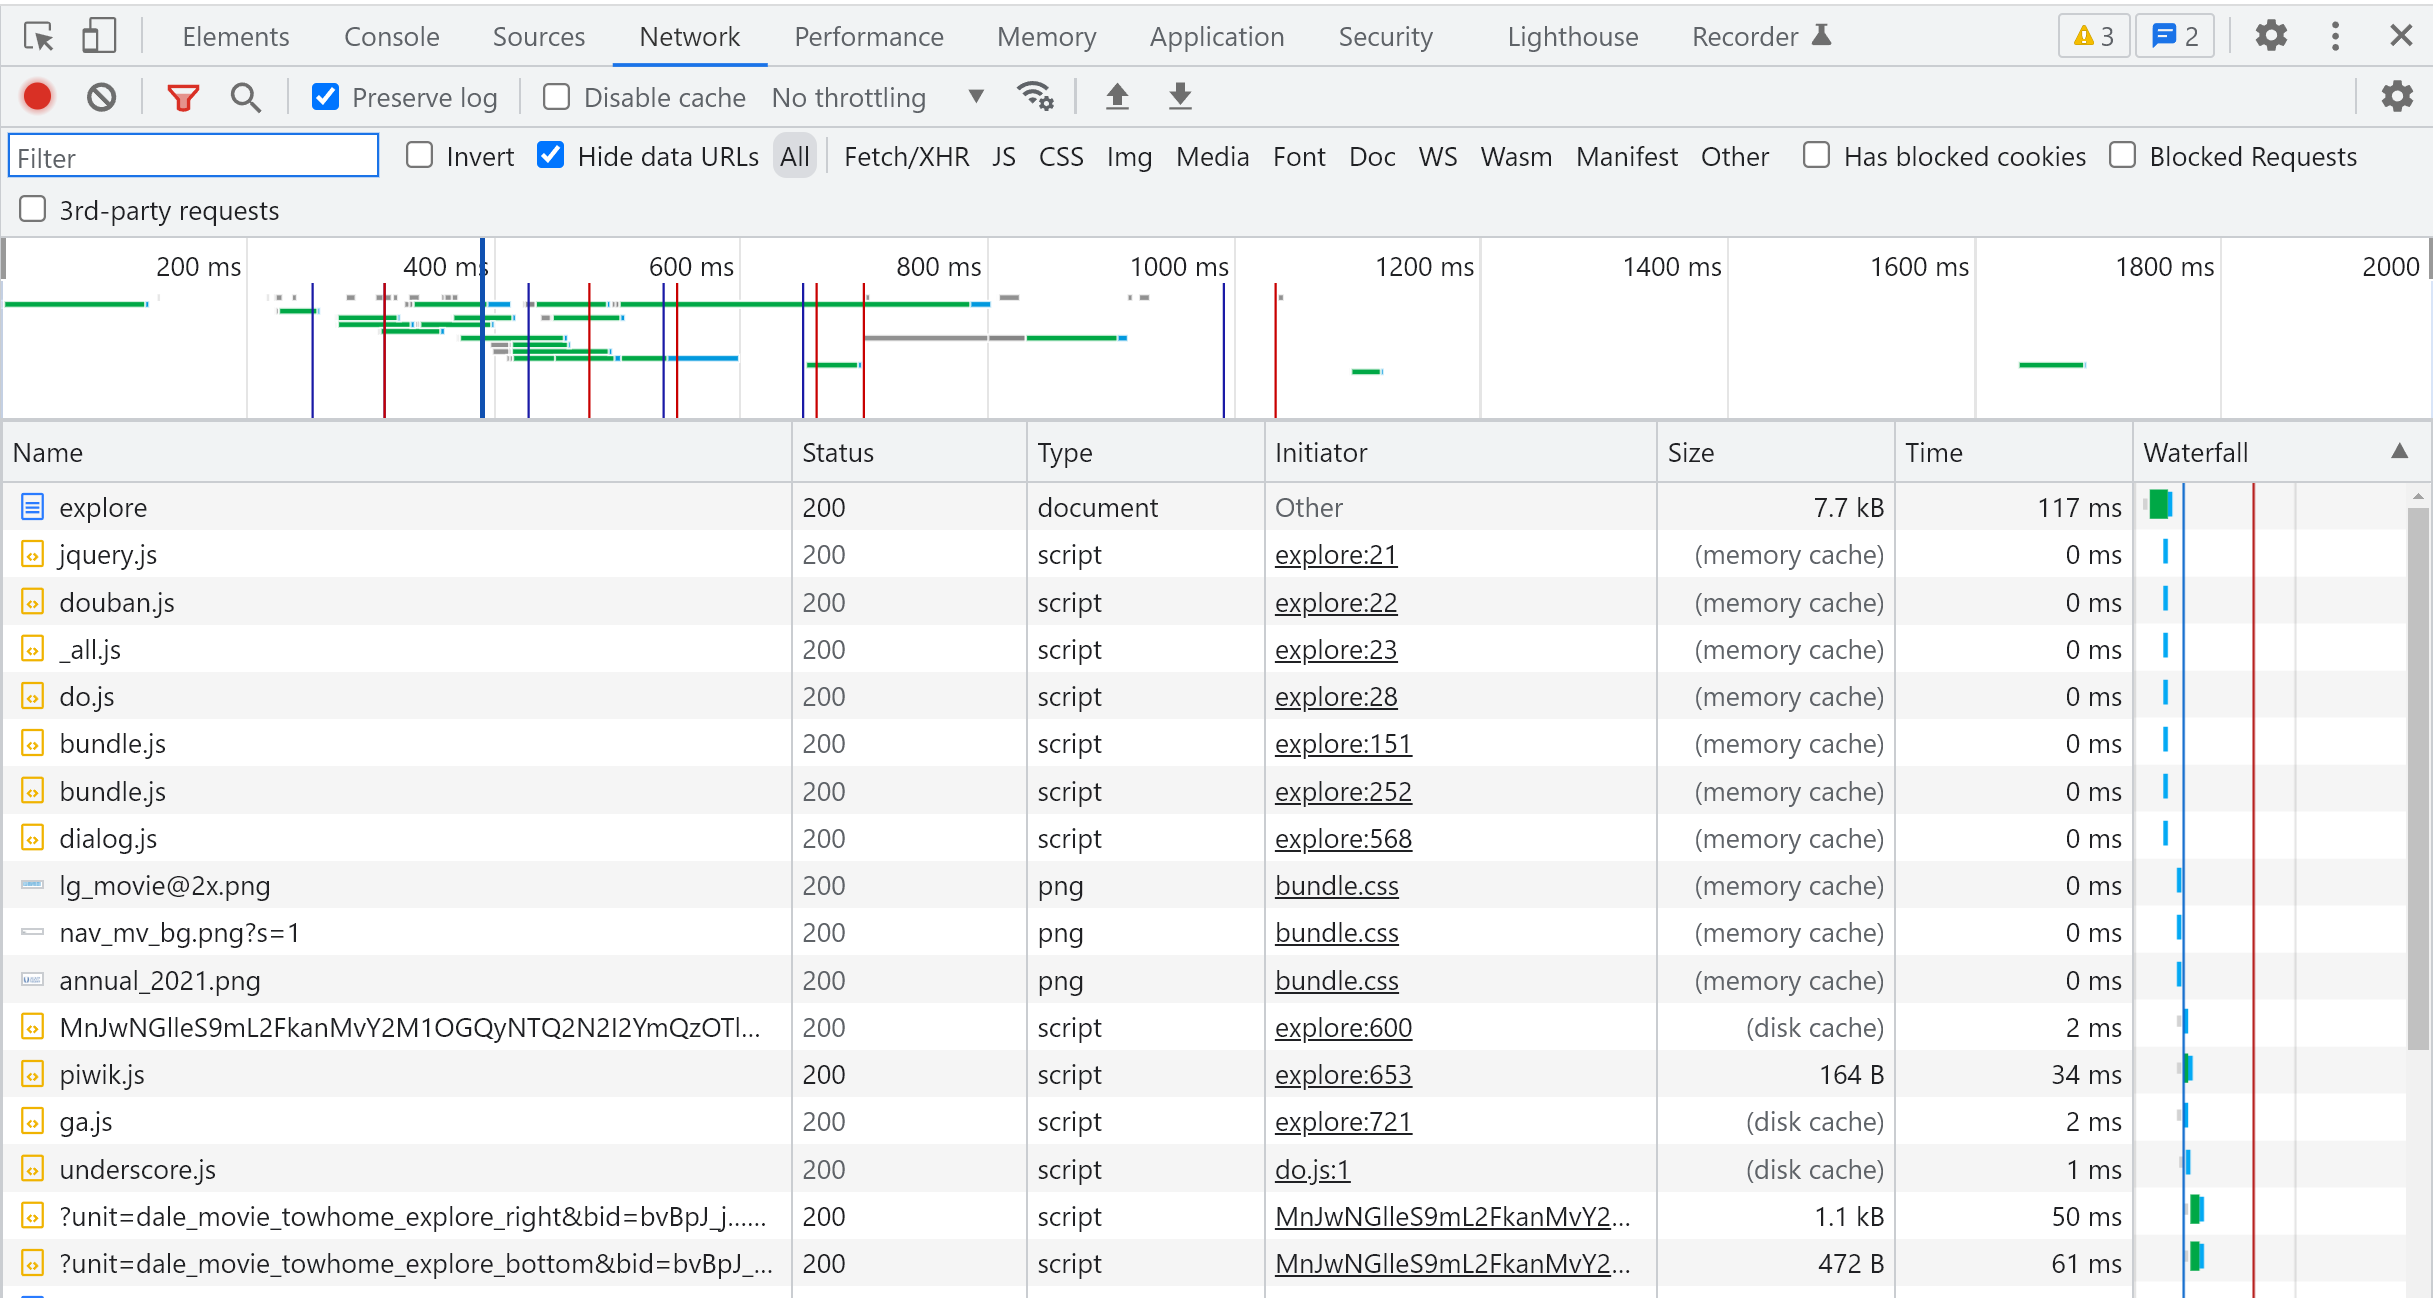 Elements Console Sources Network Performance Memory Application Security Lighthouse Recorder 3 2
Preserve log Disable cache No throttling
Filter Invert Hide data URLs All Fetch/XHR JS CSS Img Media Font Doc WS Wasm Manifest Other Has blocked cookies Blocked Requests
3rd-party requests
200 ms 400 ms 600 ms 800 ms 1000 ms 1200 ms 1400 ms 1600 ms 1800 ms 2000
Name Status Type Initiator Size Time Waterfall
explore 200 document Other 7.7 kB 117 ms
jquery.js 200 script explore:21 (memory cache) 0 ms
douban.js 200 script explore:22 (memory cache) 0 ms
_all.js 200 script explore:23 (memory cache) 0 ms
do.js 200 script explore:28 (memory cache) 0 ms
bundle.js 200 script explore:151 (memory cache) 0 ms
bundle.js 200 script explore:252 (memory cache) 0 ms
dialog.js 200 script explore:568 (memory cache) 0 ms
lg_movie@2x.png 200 png bundle.css (memory cache) 0 ms
nav_mv_bg.png?s=1 200 png bundle.css (memory cache) 0 ms
annual_2021.png 200 png bundle.css (memory cache) 0 ms
MnJwNGlleS9mL2FkanMvY2M1OGQyNTQ2N2I2YmQzOTl... 200 script explore:600 (disk cache) 2 ms
piwik.js 200 script explore:653 164 B 34 ms
ga.js 200 script explore:721 (disk cache) 2 ms
underscore.js 200 script do.js:1 (disk cache) 1 ms
?unit=dale_movie_towhome_explore_right&bid=bvBpJ_j...... 200 script MnJwNGlleS9mL2FkanMvY2... 1.1 kB 50 ms
?unit=dale_movie_towhome_explore_bottom&bid=bvBpJ_... 200 script MnJwNGlleS9mL2FkanMvY2... 472 B 61 ms